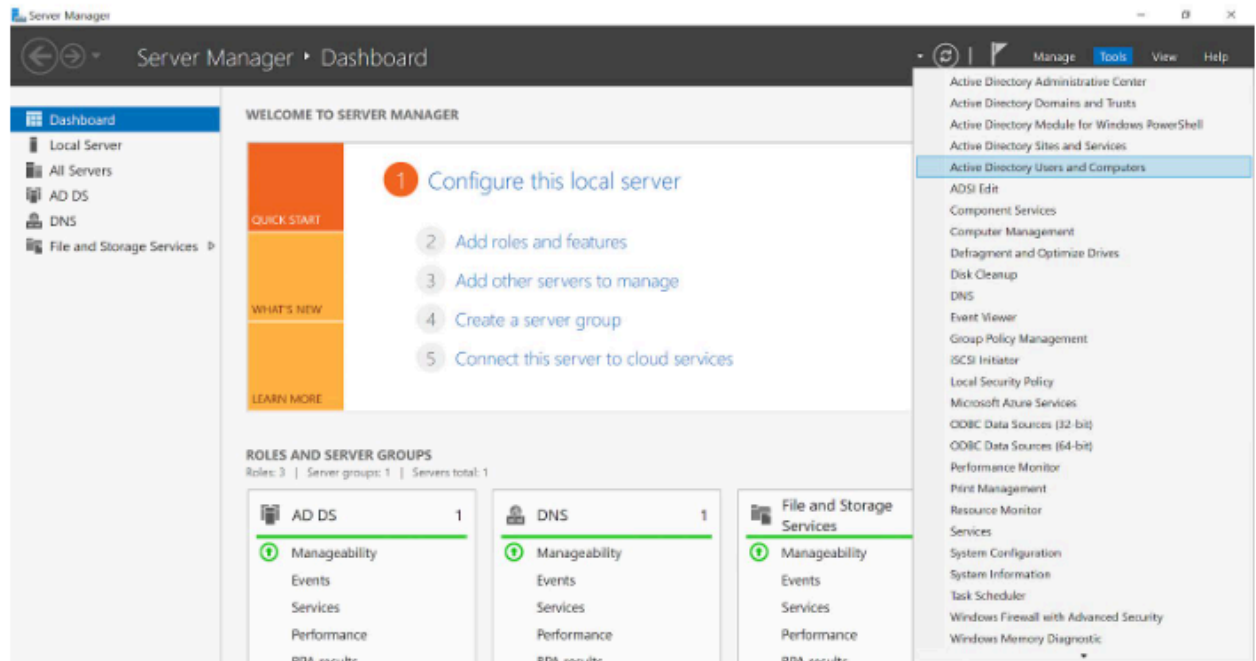 Server Manager
Server Manager • Dashboard
Manage Tools View Help
Dashboard
Local Server
All Servers
AD DS
DNS
File and Storage Services
WELCOME TO SERVER MANAGER
QUICK START
WHAT'S NEW
LEARN MORE
1 Configure this local server
2 Add roles and features
3 Add other servers to manage
4 Create a server group
5 Connect this server to cloud services
ROLES AND SERVER GROUPS
Roles: 3 | Server groups: 1 | Servers total: 1
AD DS 1
Manageability
Events
Services
Performance
BPA results
DNS 1
Manageability
Events
Services
Performance
BPA results
File and Storage
Services
Manageability
Events
Services
Performance
BPA results
Active Directory Administrative Center
Active Directory Domains and Trusts
Active Directory Module for Windows PowerShell
Active Directory Sites and Services
Active Directory Users and Computers
ADSI Edit
Component Services
Computer Management
Defragment and Optimize Drives
Disk Cleanup
DNS
Event Viewer
Group Policy Management
iSCSI Initiator
Local Security Policy
Microsoft Azure Services
ODBC Data Sources (32-bit)
ODBC Data Sources (64-bit)
Performance Monitor
Print Management
Resource Monitor
Services
System Configuration
System Information
Task Scheduler
Windows Firewall with Advanced Security
Windows Memory Diagnostic